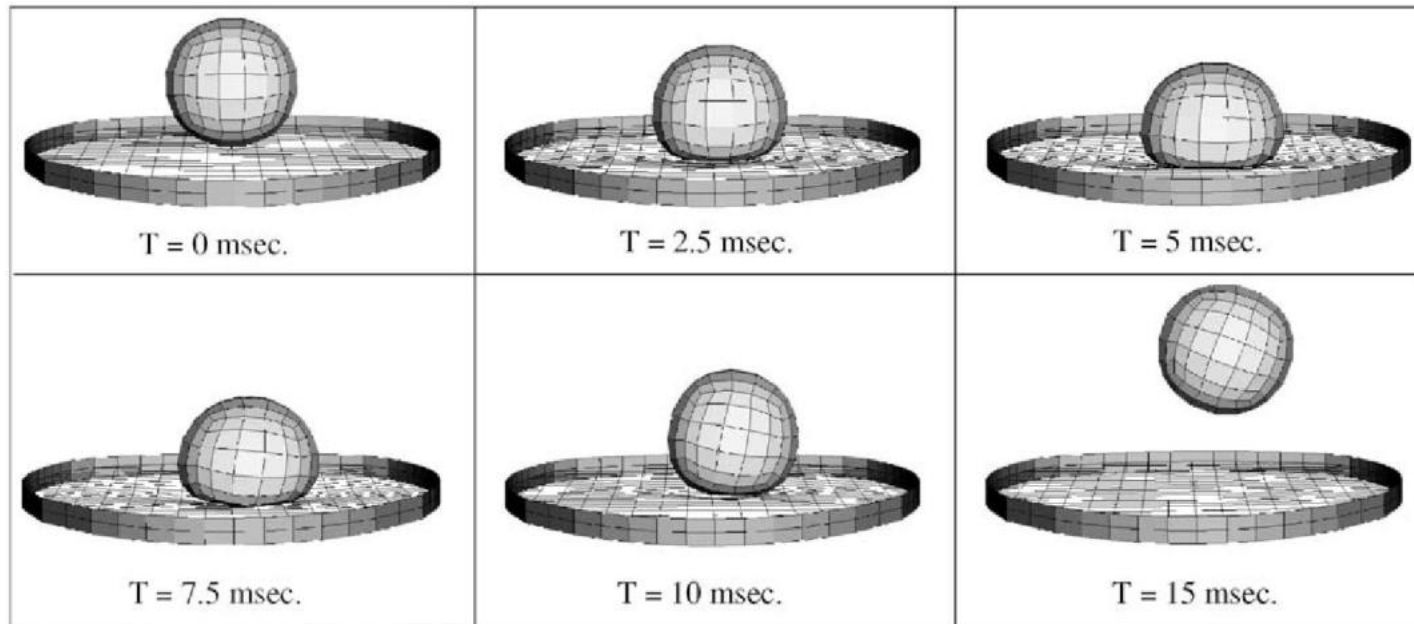 T = 0 msec.
T = 2.5 msec.
T = 5 msec.
T = 7.5 msec.
T = 10 msec.
T = 15 msec.